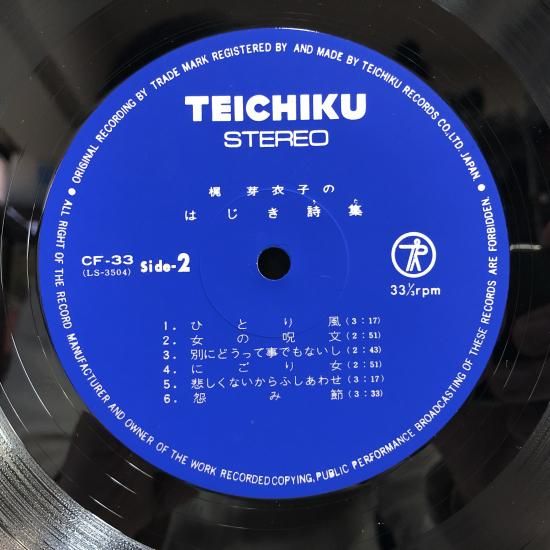 ORIGINAL RECORDING BY TRADE MARK REGISTERED BY AND MADE BY TEICHIKU RECORDS CO., LTD. JAPAN. ●
TEICHIKU
STEREO
梶芽衣子の
はじき詩集
CF-33
(LS-3504)
Side-2
33⅓rpm
1. ひとり風(3:17)
2. 女の呪文(2:51)
3. 別にどうって事でもないし(2:43)
4. にごり女(2:51)
5. 悲しくないからふしあわせ(3:17)
6. 怨み節(3:33)
● ALL RIGHT OF THE RECORD MANUFACTURER AND OWNER OF THE WORK RECORDED COPYING, PUBLIC PERFORMANCE BROADCASTING OF THESE RECORDS ARE FORBIDDEN.